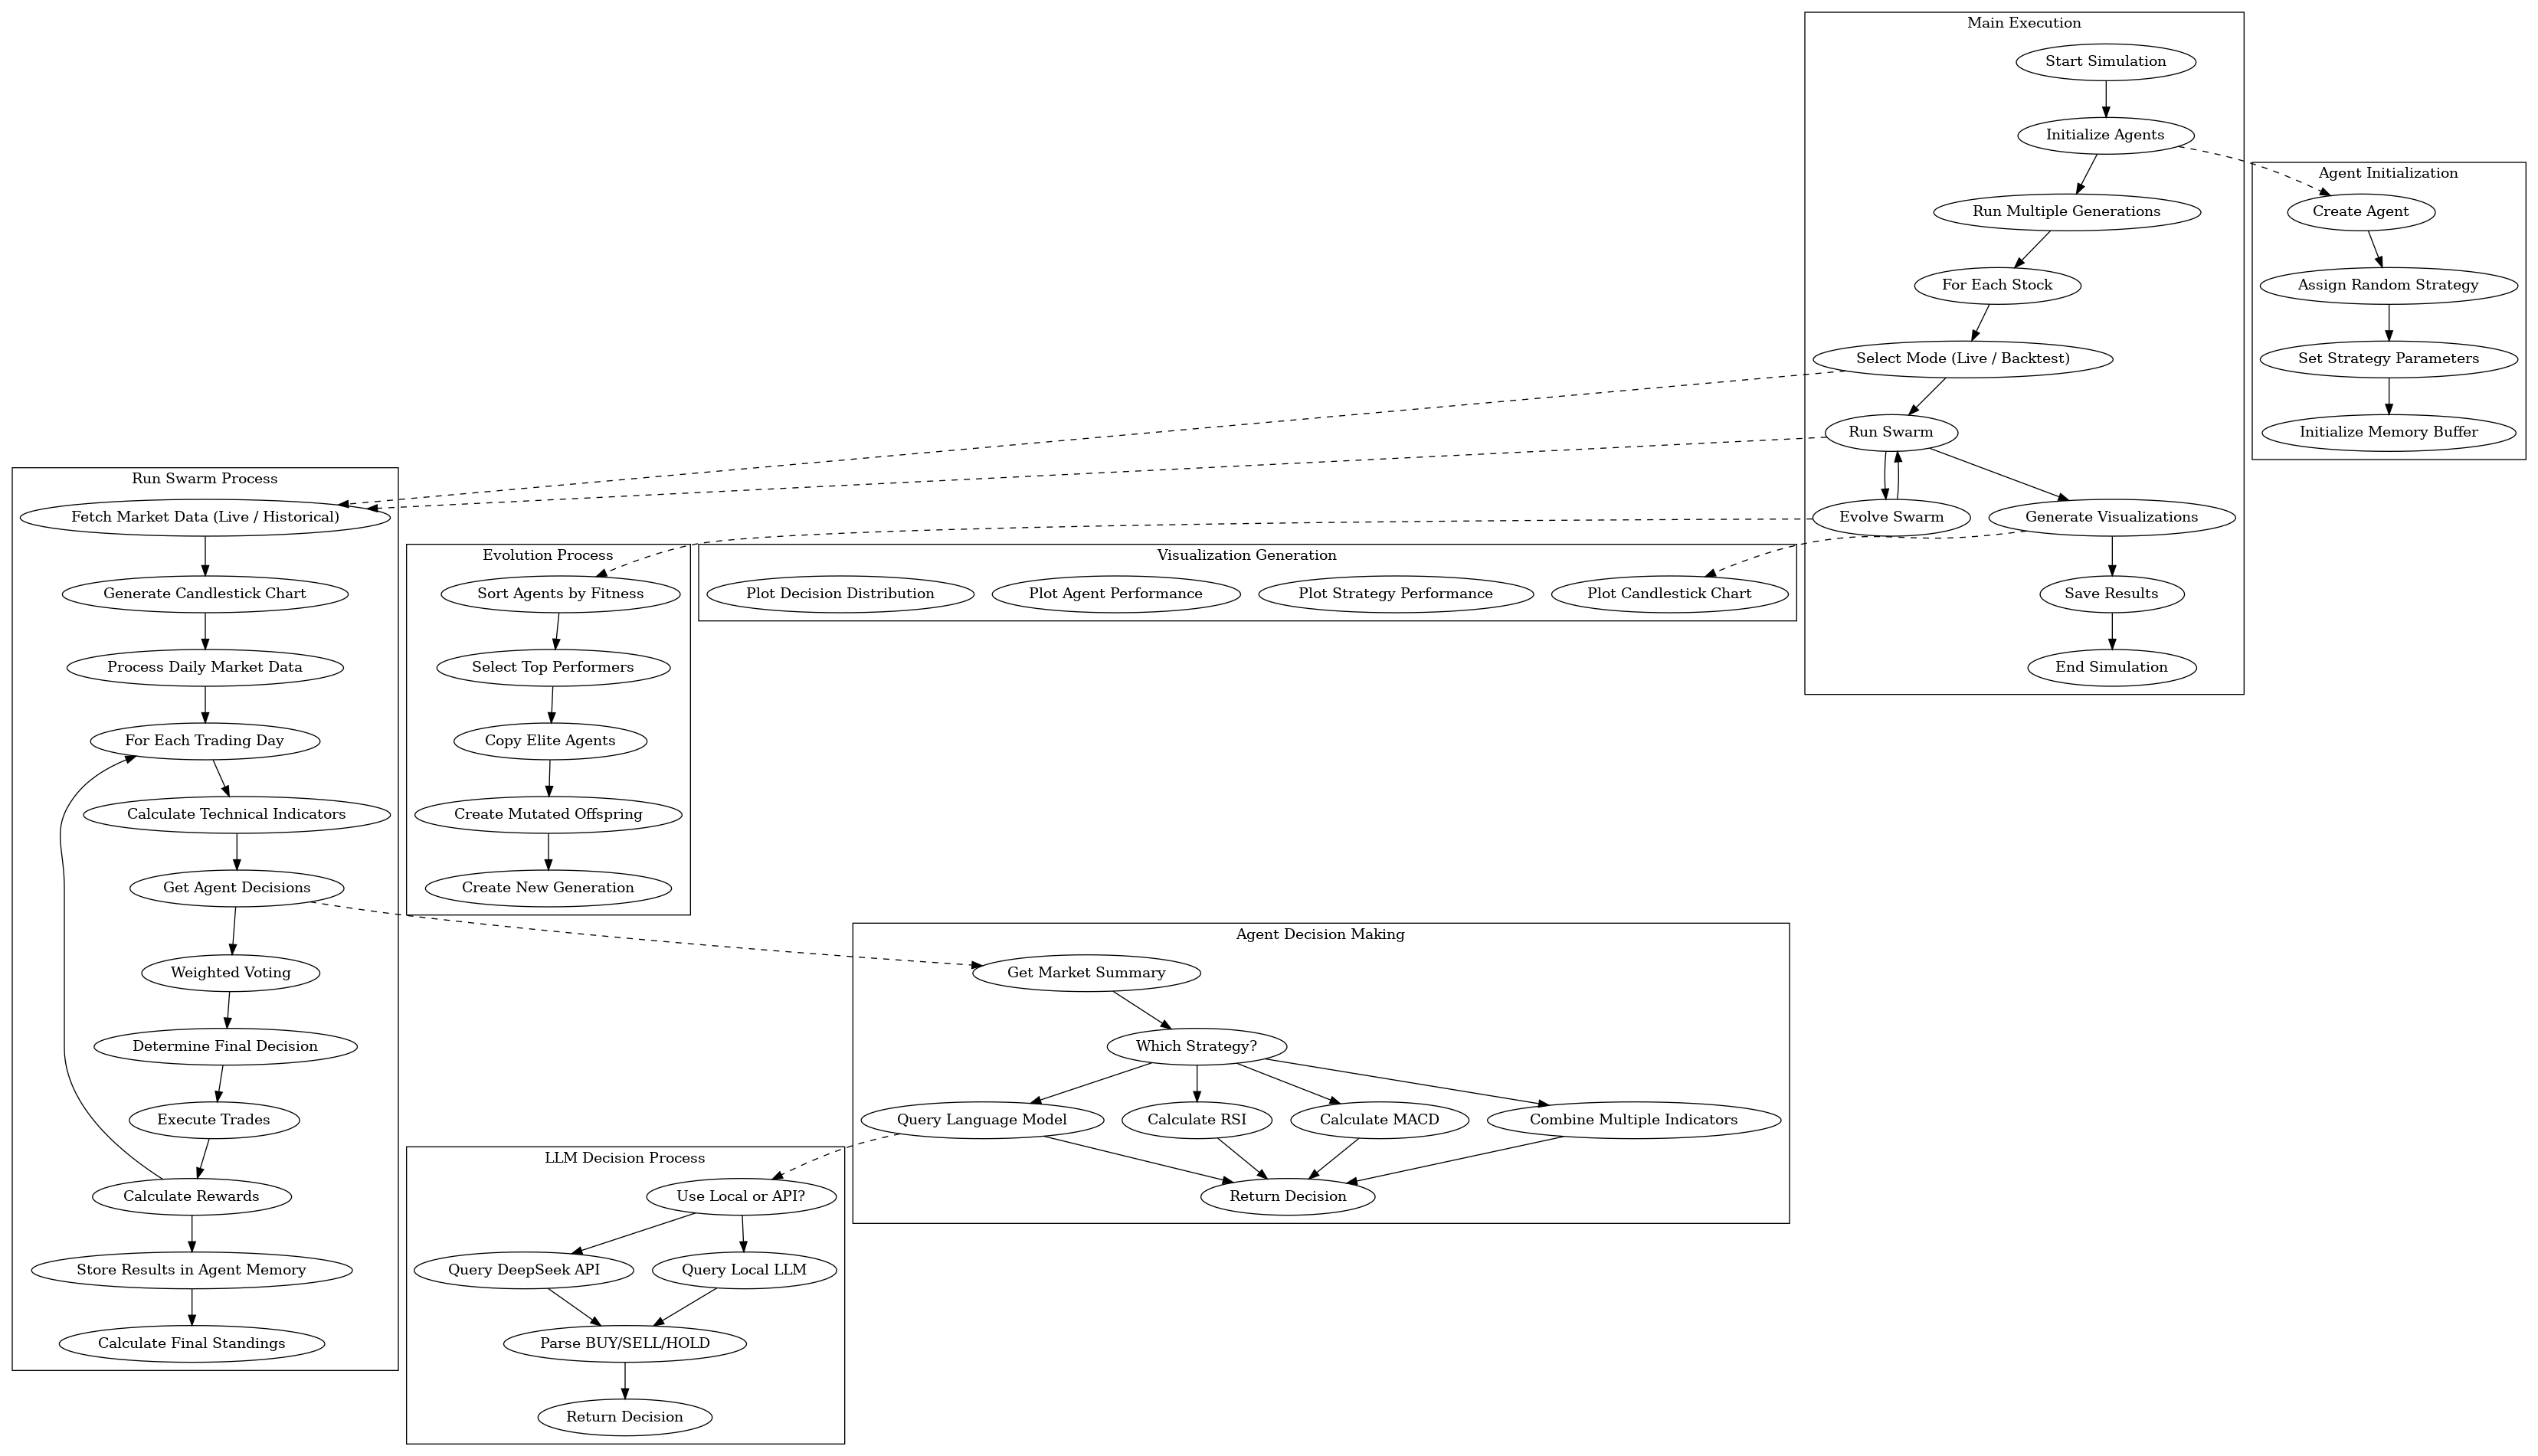 Main Execution
Start Simulation
Initialize Agents
Run Multiple Generations
For Each Stock
Select Mode (Live / Backtest)
Run Swarm
Evolve Swarm
Generate Visualizations
Save Results
End Simulation
Agent Initialization
Create Agent
Assign Random Strategy
Set Strategy Parameters
Initialize Memory Buffer
Run Swarm Process
Fetch Market Data (Live / Historical)
Generate Candlestick Chart
Process Daily Market Data
For Each Trading Day
Calculate Technical Indicators
Get Agent Decisions
Weighted Voting
Determine Final Decision
Execute Trades
Calculate Rewards
Store Results in Agent Memory
Calculate Final Standings
Evolution Process
Sort Agents by Fitness
Select Top Performers
Copy Elite Agents
Create Mutated Offspring
Create New Generation
Visualization Generation
Plot Decision Distribution
Plot Agent Performance
Plot Strategy Performance
Plot Candlestick Chart
Agent Decision Making
Get Market Summary
Which Strategy?
Query Language Model
Calculate RSI
Calculate MACD
Combine Multiple Indicators
Return Decision
LLM Decision Process
Use Local or API?
Query DeepSeek API
Query Local LLM
Parse BUY/SELL/HOLD
Return Decision